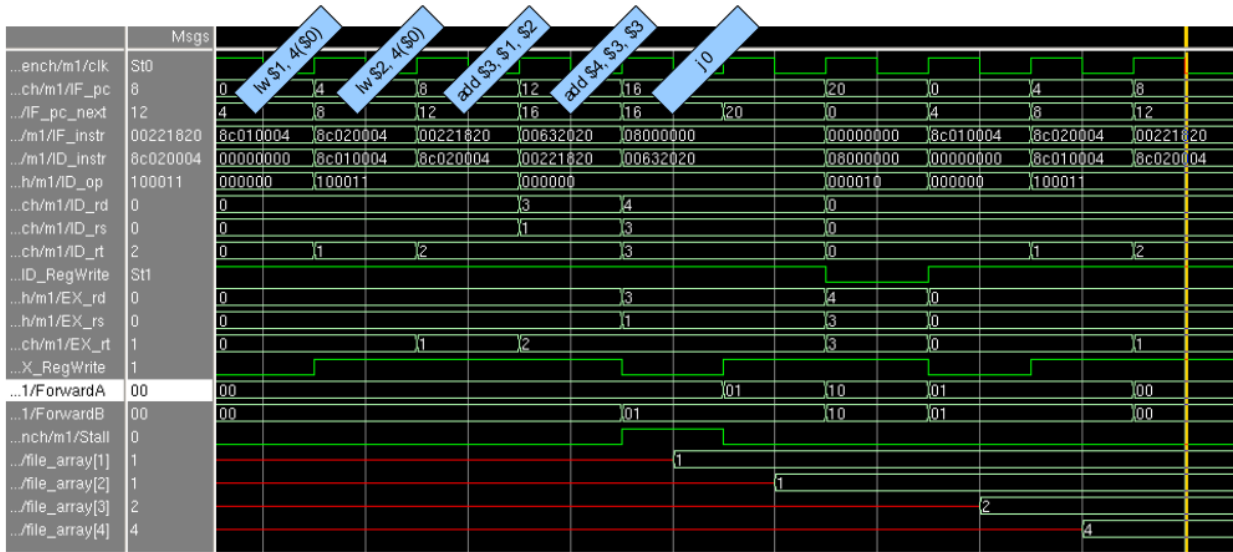 lw $1, 4($0) lw $2, 4($0) add $3, $1, $2 add $4, $3, $3 j 0
Msgs
...ench/m1/clk St0
...ch/m1/IF_pc 8 0 4 8 12 16 20 0 4 8
.../IF_pc_next 12 4 8 12 16 16 20 0 4 8 12
.../m1/IF_instr 00221820 8c010004 8c020004 00221820 00632020 08000000 00000000 8c010004 8c020004 00221820
.../m1/ID_instr 8c020004 00000000 8c010004 8c020004 00221820 00632020 08000000 00000000 8c010004 8c020004
...h/m1/ID_op 100011 000000 100011 000000 000010 000000 100011
...ch/m1/ID_rd 0 0 3 4 0
...ch/m1/ID_rs 0 0 1 3 0
...ch/m1/ID_rt 2 0 1 2 3 0 1 2
...ID_RegWrite St1
...h/m1/EX_rd 0 0 3 4 0
...h/m1/EX_rs 0 0 1 3 0
...ch/m1/EX_rt 1 0 1 2 3 0 1
...X_RegWrite 1
...1/ForwardA 00 00 01 10 01 00
...1/ForwardB 00 00 01 10 01 00
...nch/m1/Stall 0
.../file_array[1] 1 1
.../file_array[2] 1 1
.../file_array[3] 2 2
.../file_array[4] 4 4